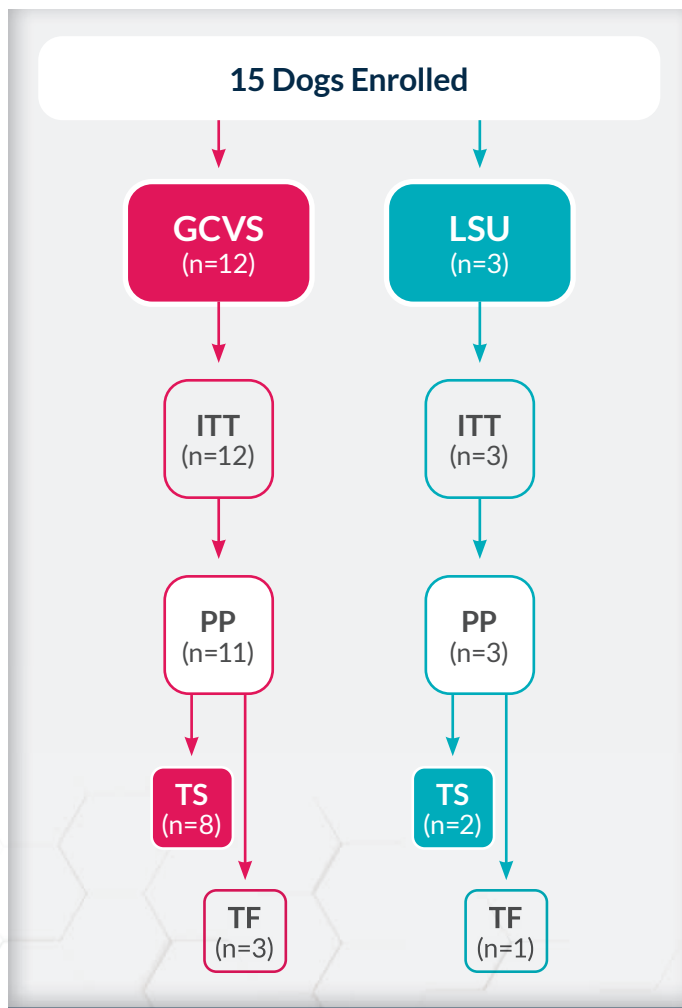 15 Dogs Enrolled
GCVS
(n=12)
LSU
(n=3)
ITT
(n=12)
ITT
(n=3)
PP
(n=11)
PP
(n=3)
TS
(n=8)
TS
(n=2)
TF
(n=3)
TF
(n=1)